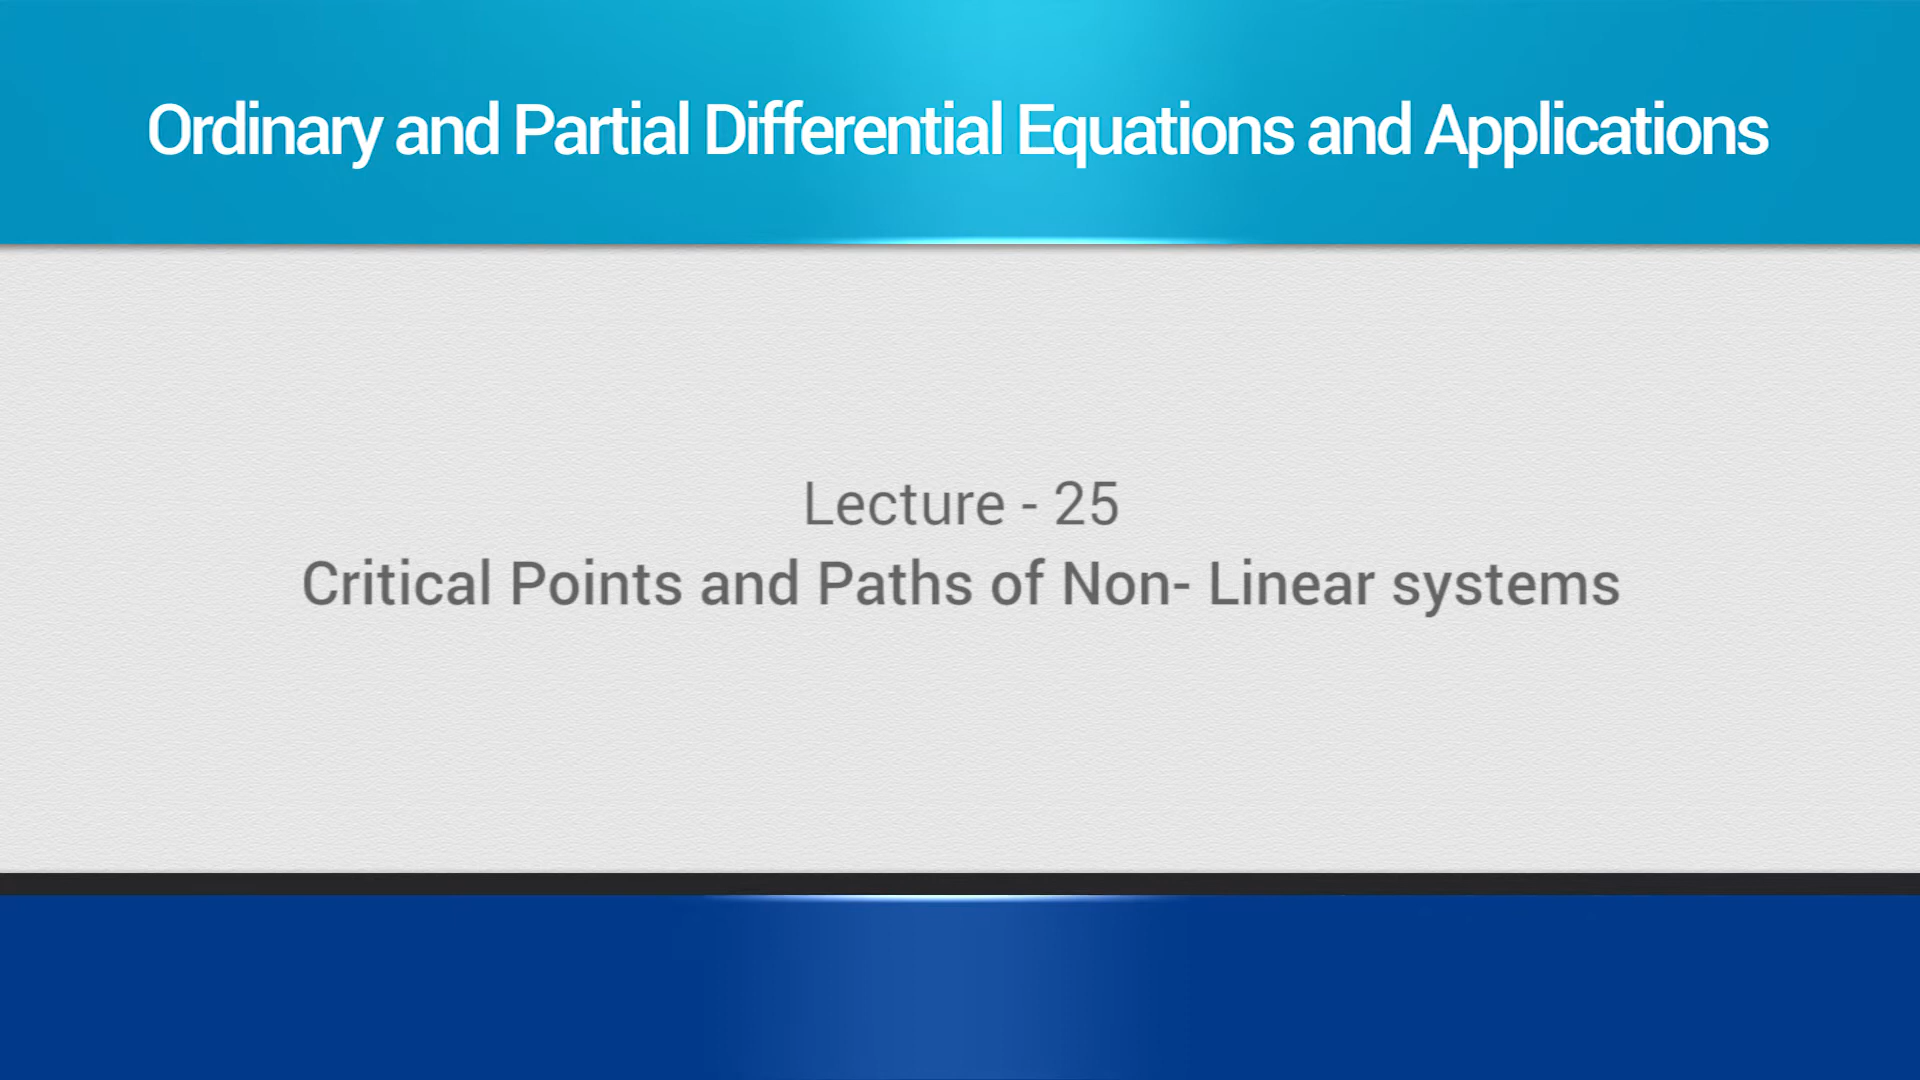 Ordinary and Partial Differential Equations and Applications
Lecture - 25
Critical Points and Paths of Non- Linear systems